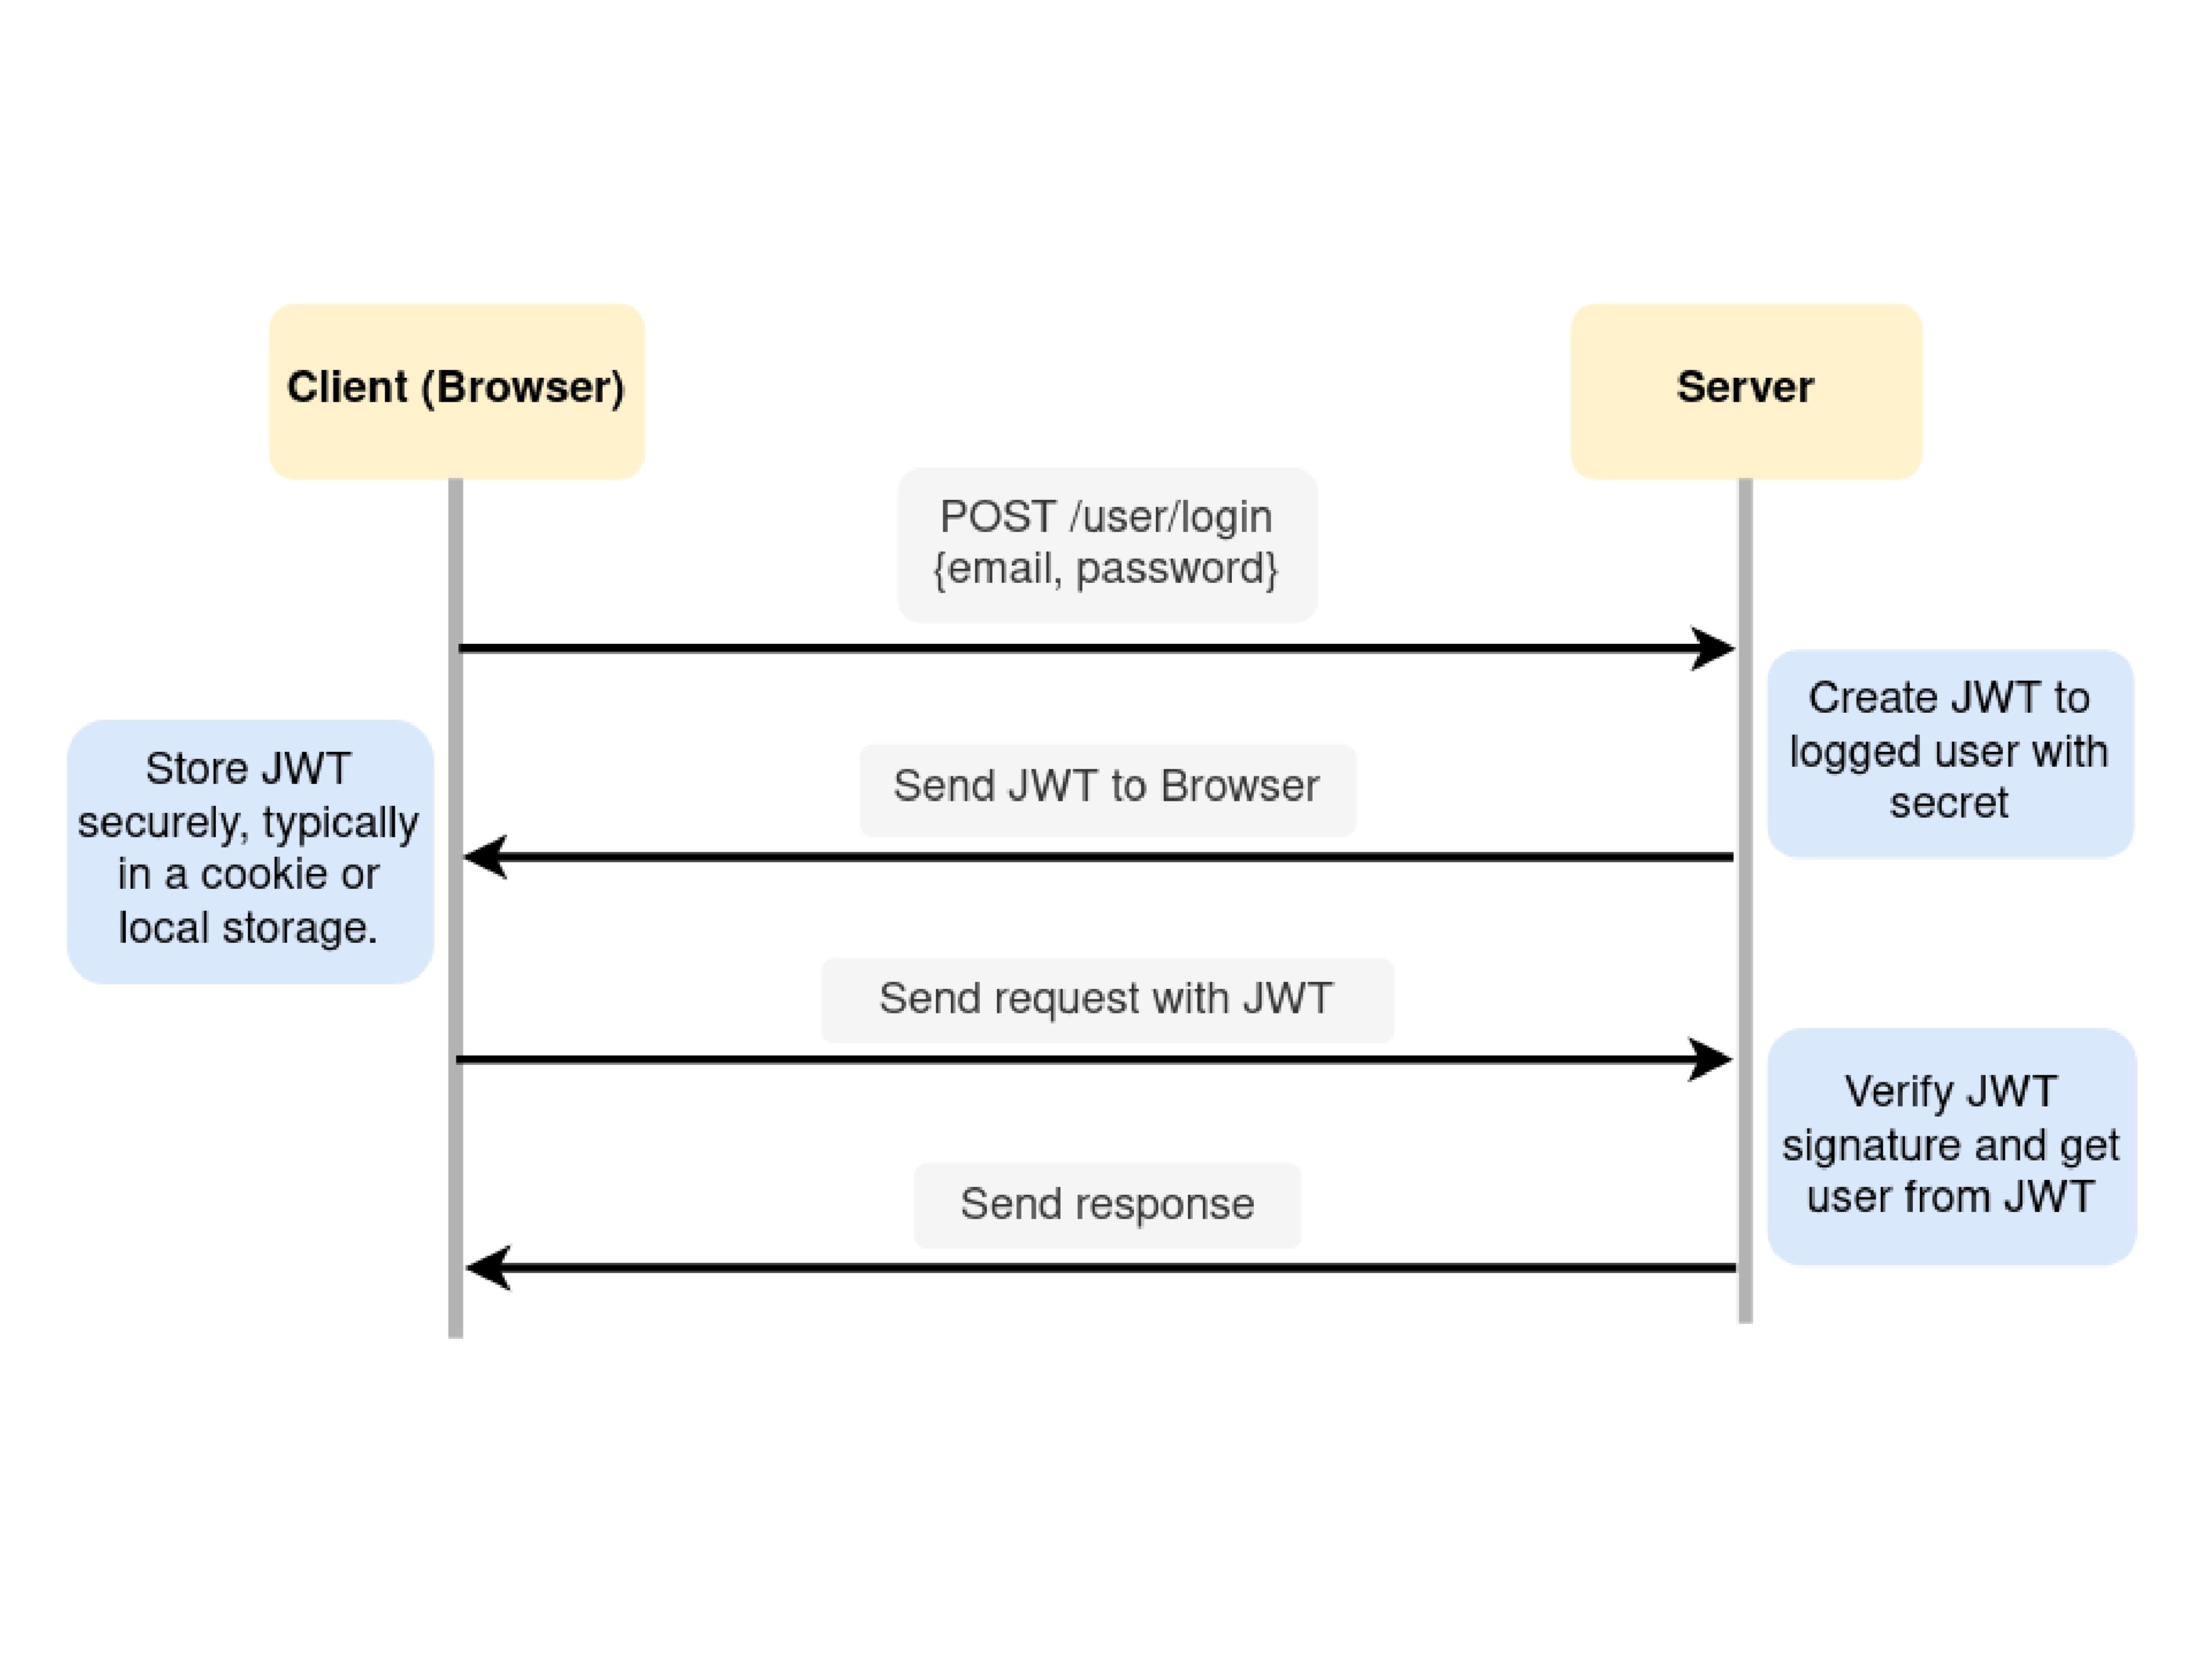 Client (Browser)
Server
POST /user/login
{email, password}
Create JWT to
logged user with
secret
Send JWT to Browser
Store JWT
securely, typically
in a cookie or
local storage.
Send request with JWT
Verify JWT
signature and get
user from JWT
Send response